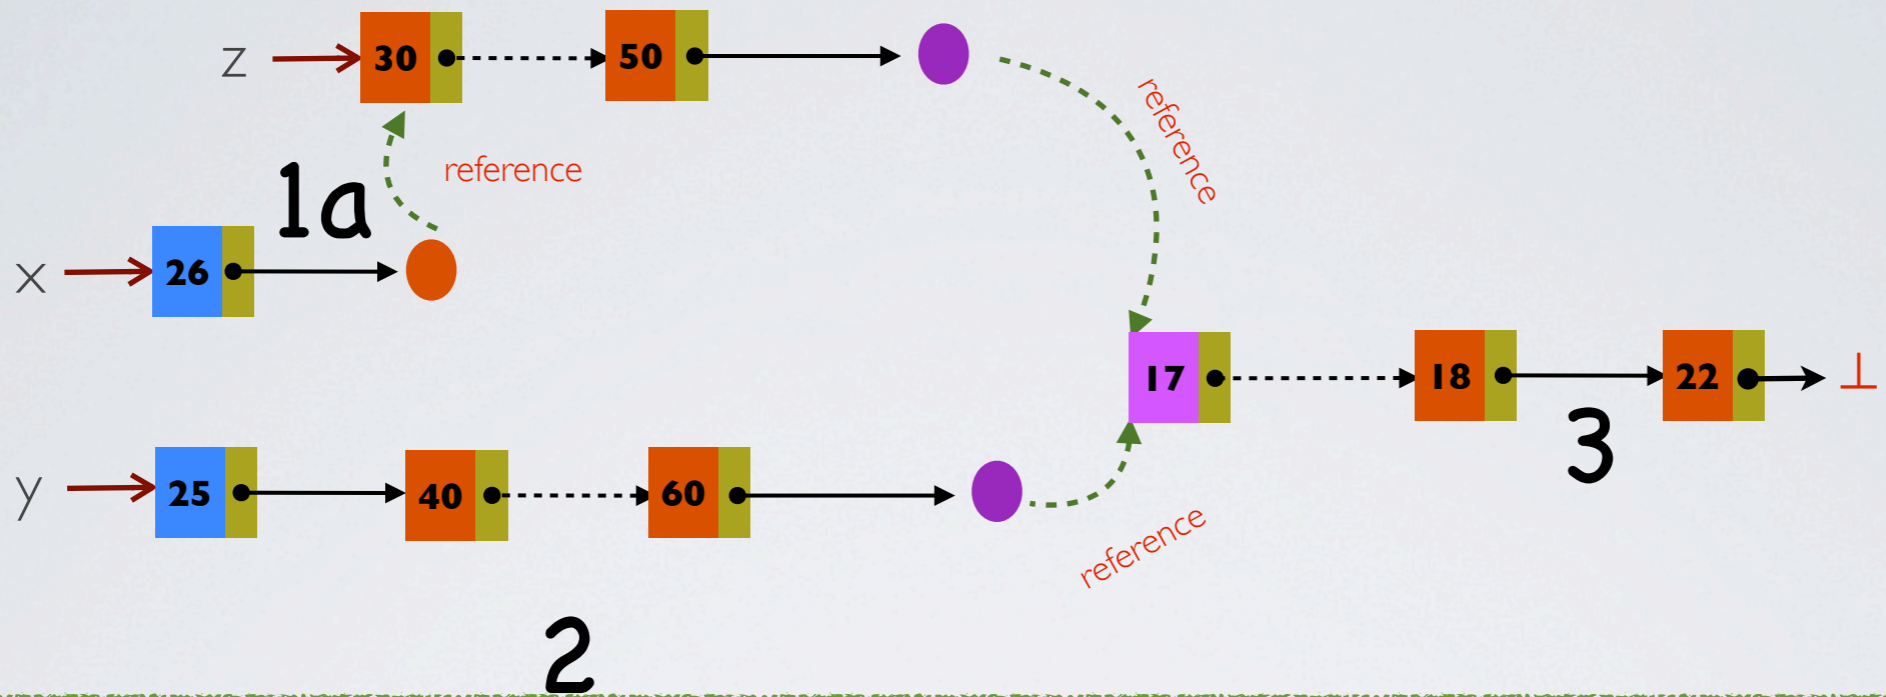 z 30 50
reference
reference
1a
x 26
17 18 22 ⊥
3
y 25 40 60
reference
2